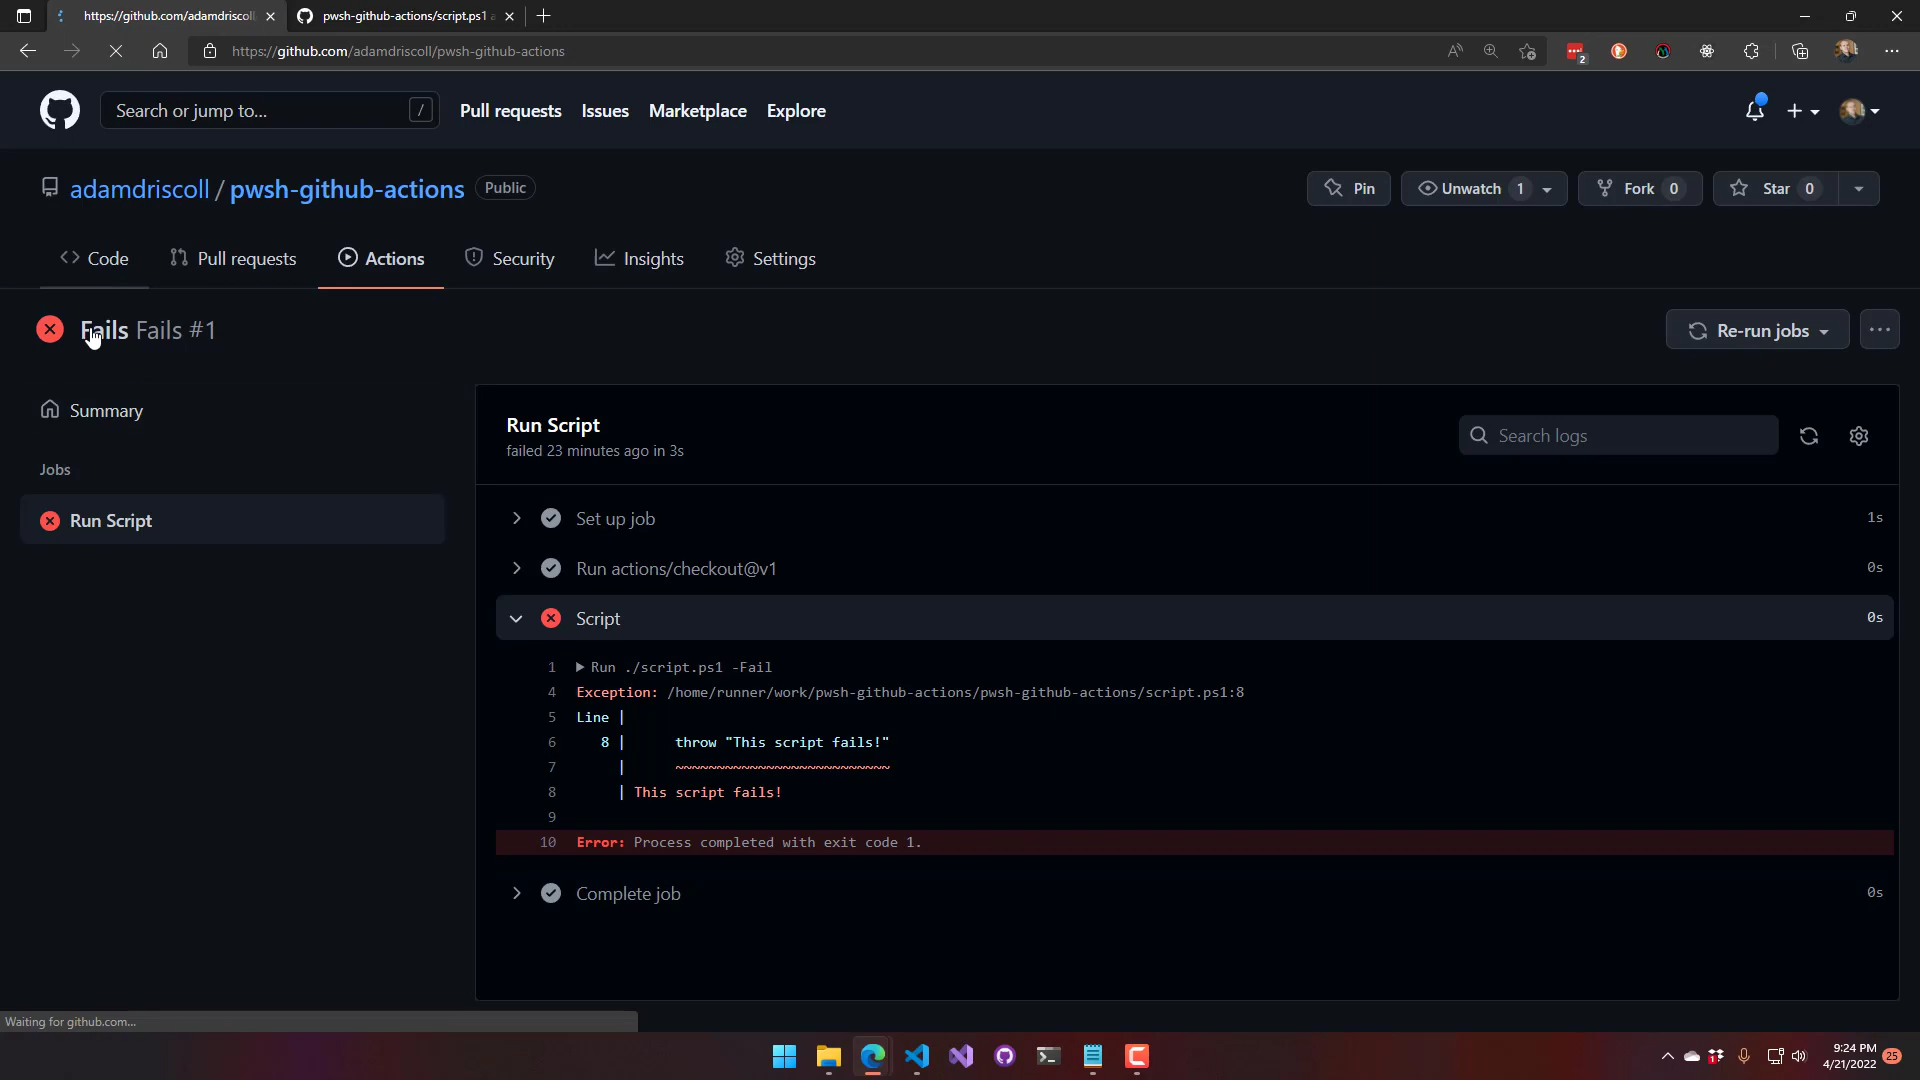 https://github.com/adamdriscoll
pwsh-github-actions/script.ps1 a
https://github.com/adamdriscoll/pwsh-github-actions
2
Search or jump to...
/
Pull requests
Issues
Marketplace
Explore
adamdriscoll / pwsh-github-actions
Public
Pin
Unwatch 1
Fork 0
Star 0
Code
Pull requests
Actions
Security
Insights
Settings
Fails Fails #1
Re-run jobs
Summary
Jobs
Run Script
Run Script
failed 23 minutes ago in 3s
Search logs
Set up job
1s
Run actions/checkout@v1
0s
Script
0s
1 Run ./script.ps1 -Fail
4 Exception: /home/runner/work/pwsh-github-actions/pwsh-github-actions/script.ps1:8
5 Line |
6 8 | throw "This script fails!"
7 | ~~~~~~~~~~~~~~~~~~~~~~~~~~
8 | This script fails!
9
10 Error: Process completed with exit code 1.
Complete job
0s
Waiting for github.com...
1
9:24 PM
4/21/2022
25